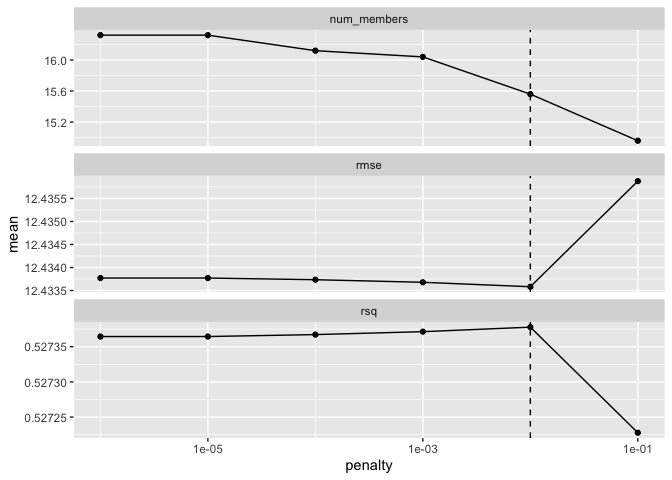 num_members
16.0
15.6
15.2
rmse
12.4355
12.4350
12.4345
12.4340
12.4335
mean
rsq
0.52735
0.52730
0.52725
1e-05
1e-03
1e-01
penalty